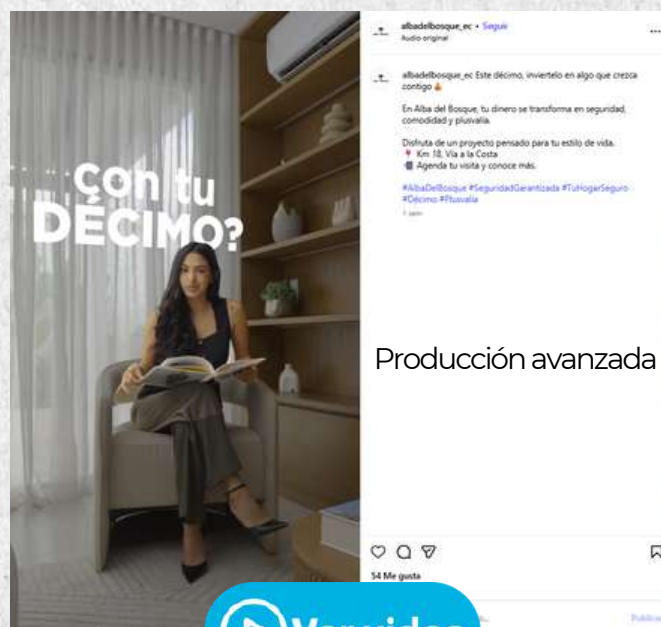 con tu
DÉCIMO?
albadelbosque_ec • Seguir
Audio original
albadelbosque_ec Este décimo, inviertelo en algo que crezca
contigo
En Alba del Bosque, tu dinero se transforma en seguridad,
comodidad y plusvalía.
Disfruta de un proyecto pensado para tu estilo de vida.
Km 18, Vía a la Costa
Agenda tu visita y conoce más.
#AlbaDelBosque #SeguridadGarantizada #TuHogarSeguro
#Décimo #Plusvalía
Producción avanzada
54 Me gusta
Ver video